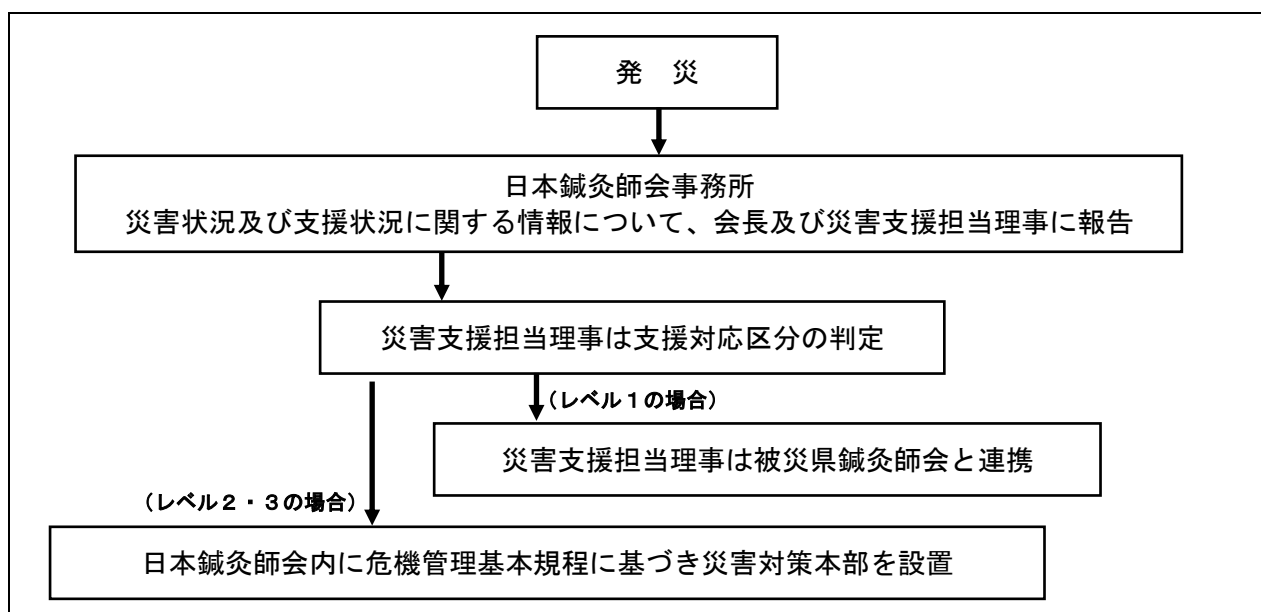 発　災
日本鍼灸師会事務所
災害状況及び支援状況に関する情報について、会長及び災害支援担当理事に報告
災害支援担当理事は支援対応区分の判定
（レベル１の場合）
災害支援担当理事は被災県鍼灸師会と連携
（レベル２・３の場合）
日本鍼灸師会内に危機管理基本規程に基づき災害対策本部を設置